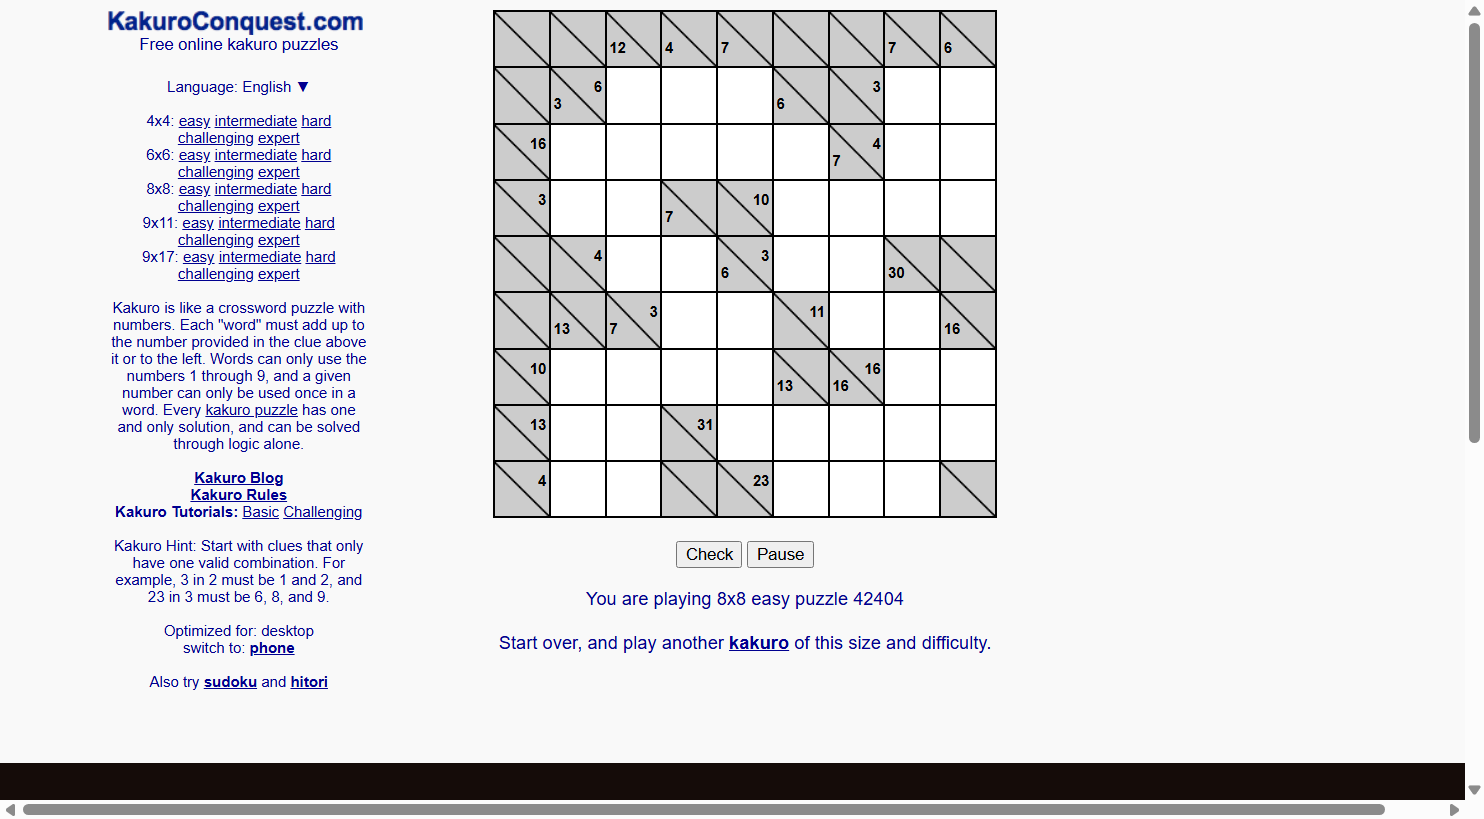 KakuroConquest.com
Free online kakuro puzzles
Language: English ▼
4x4: easy intermediate hard
challenging expert
6x6: easy intermediate hard
challenging expert
8x8: easy intermediate hard
challenging expert
9x11: easy intermediate hard
challenging expert
9x17: easy intermediate hard
challenging expert
Kakuro is like a crossword puzzle with
numbers. Each "word" must add up to
the number provided in the clue above
it or to the left. Words can only use the
numbers 1 through 9, and a given
number can only be used once in a
word. Every kakuro puzzle has one
and only solution, and can be solved
through logic alone.
Kakuro Blog
Kakuro Rules
Kakuro Tutorials: Basic Challenging
Kakuro Hint: Start with clues that only
have one valid combination. For
example, 3 in 2 must be 1 and 2, and
23 in 3 must be 6, 8, and 9.
Optimized for: desktop
switch to: phone
Also try sudoku and hitori
12 4 7 7 6
3 6 6 3
16 7 4
3 7 10
4 6 3 30
13 7 3 11 16
10 13 16 16
13 31
4 23
Check Pause
You are playing 8x8 easy puzzle 42404
Start over, and play another kakuro of this size and difficulty.